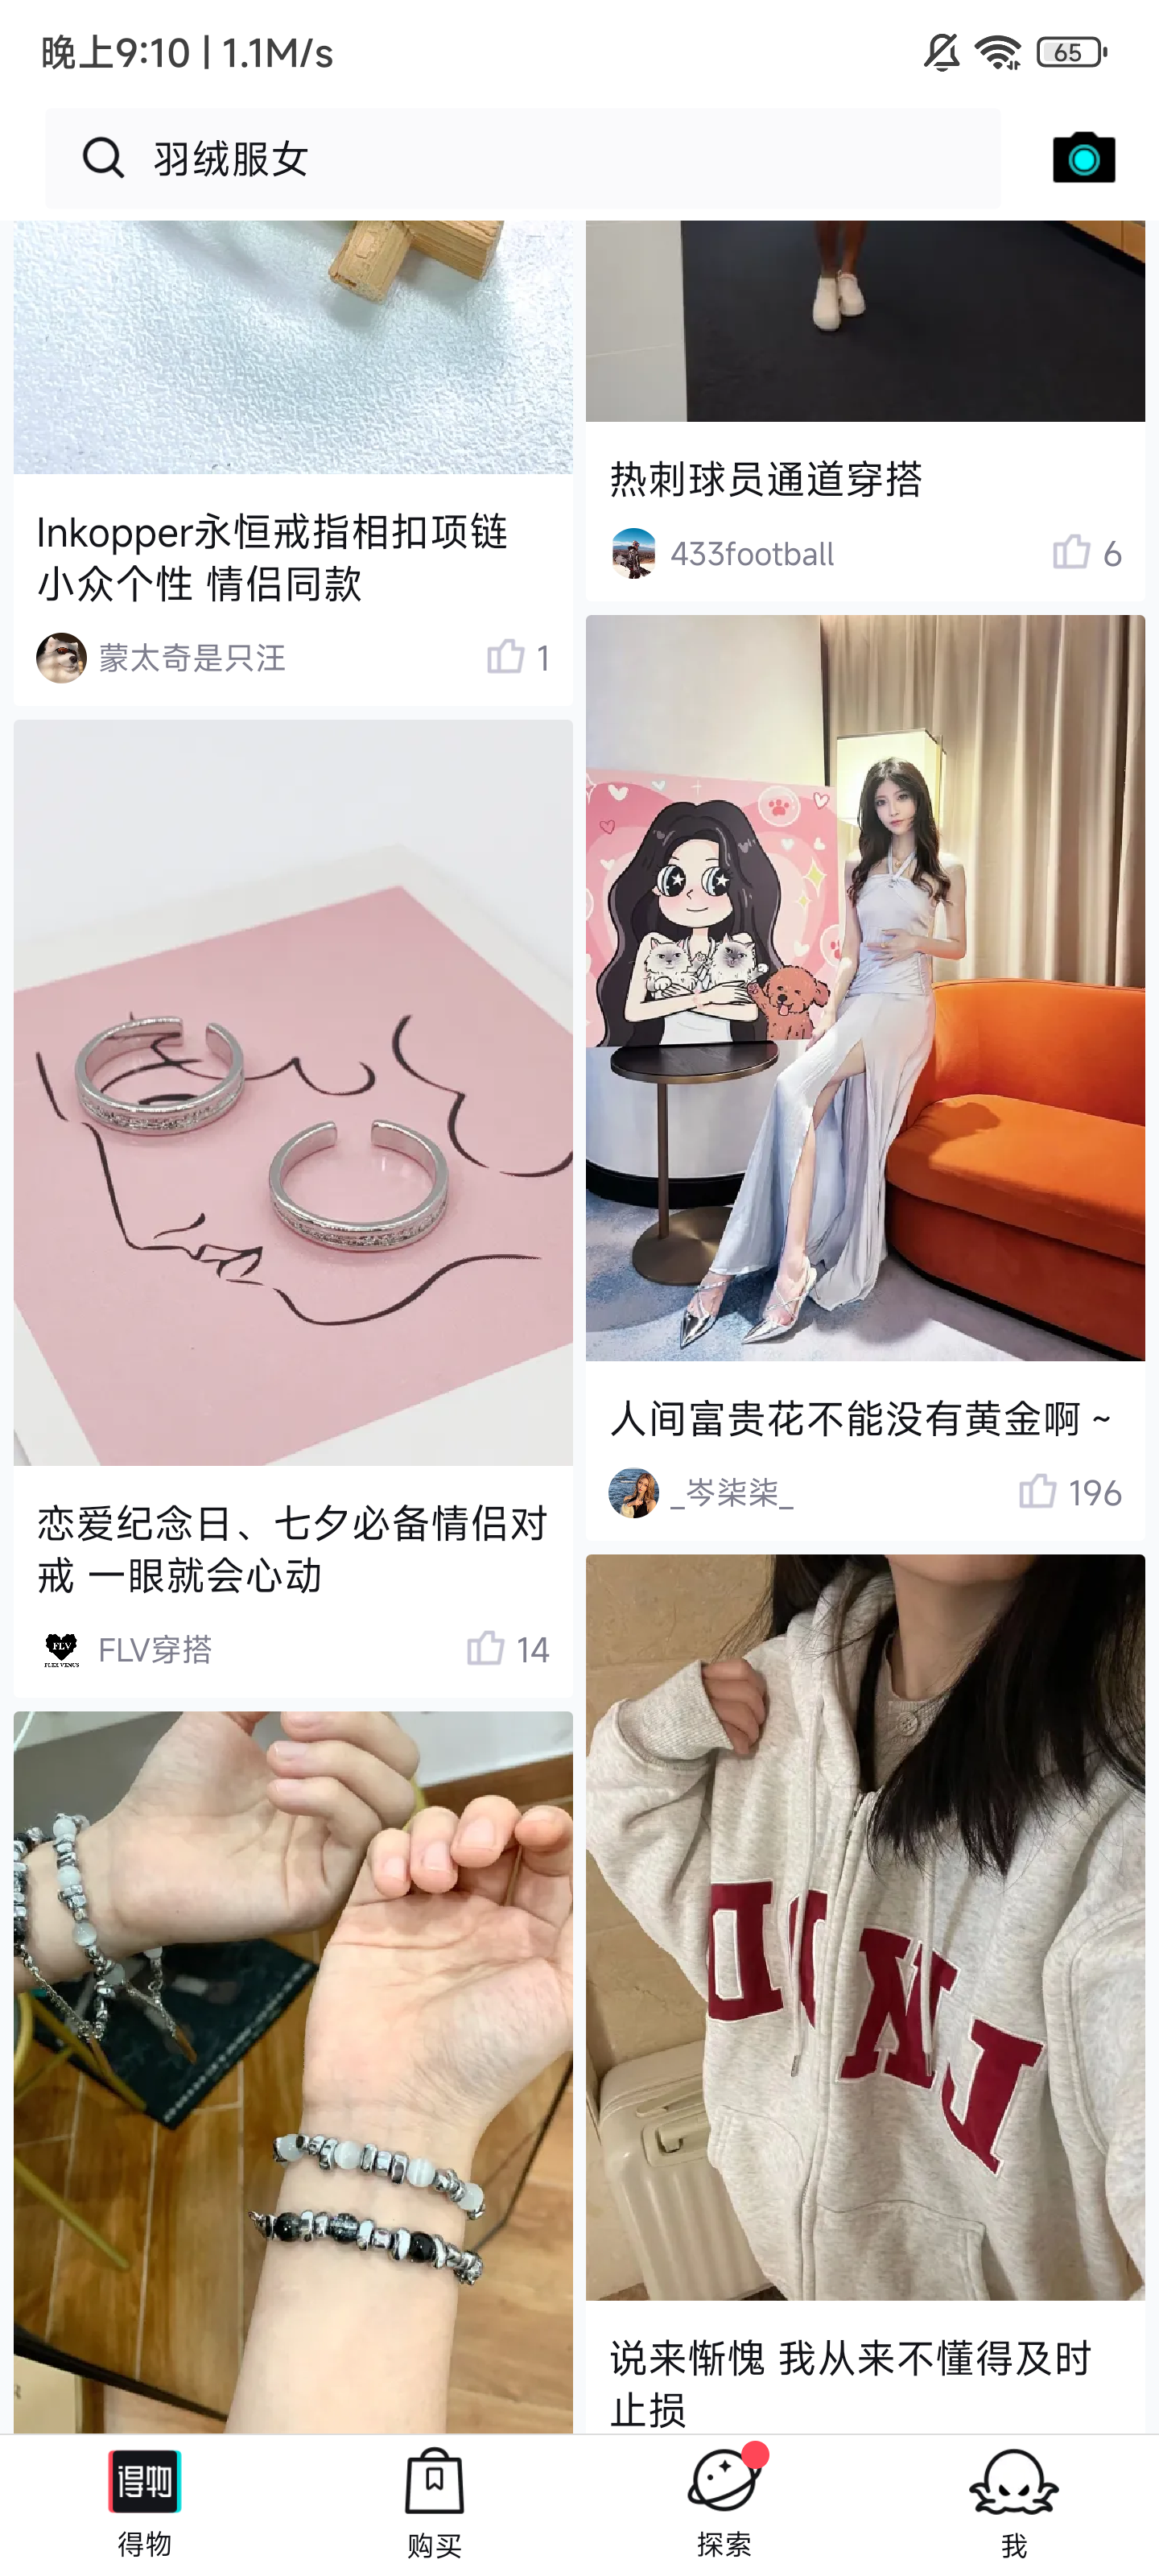 晚上9:10 | 1.1M/s
65
羽绒服女
Inkopper永恒戒指相扣项链
小众个性 情侣同款
蒙太奇是只汪
1
热刺球员通道穿搭
433football
6
恋爱纪念日、七夕必备情侣对
戒 一眼就会心动
FLV
FLV穿搭
14
人间富贵花不能没有黄金啊 ~
_岑柒柒_
196
说来惭愧 我从来不懂得及时
止损
得物
得物
购买
探索
我